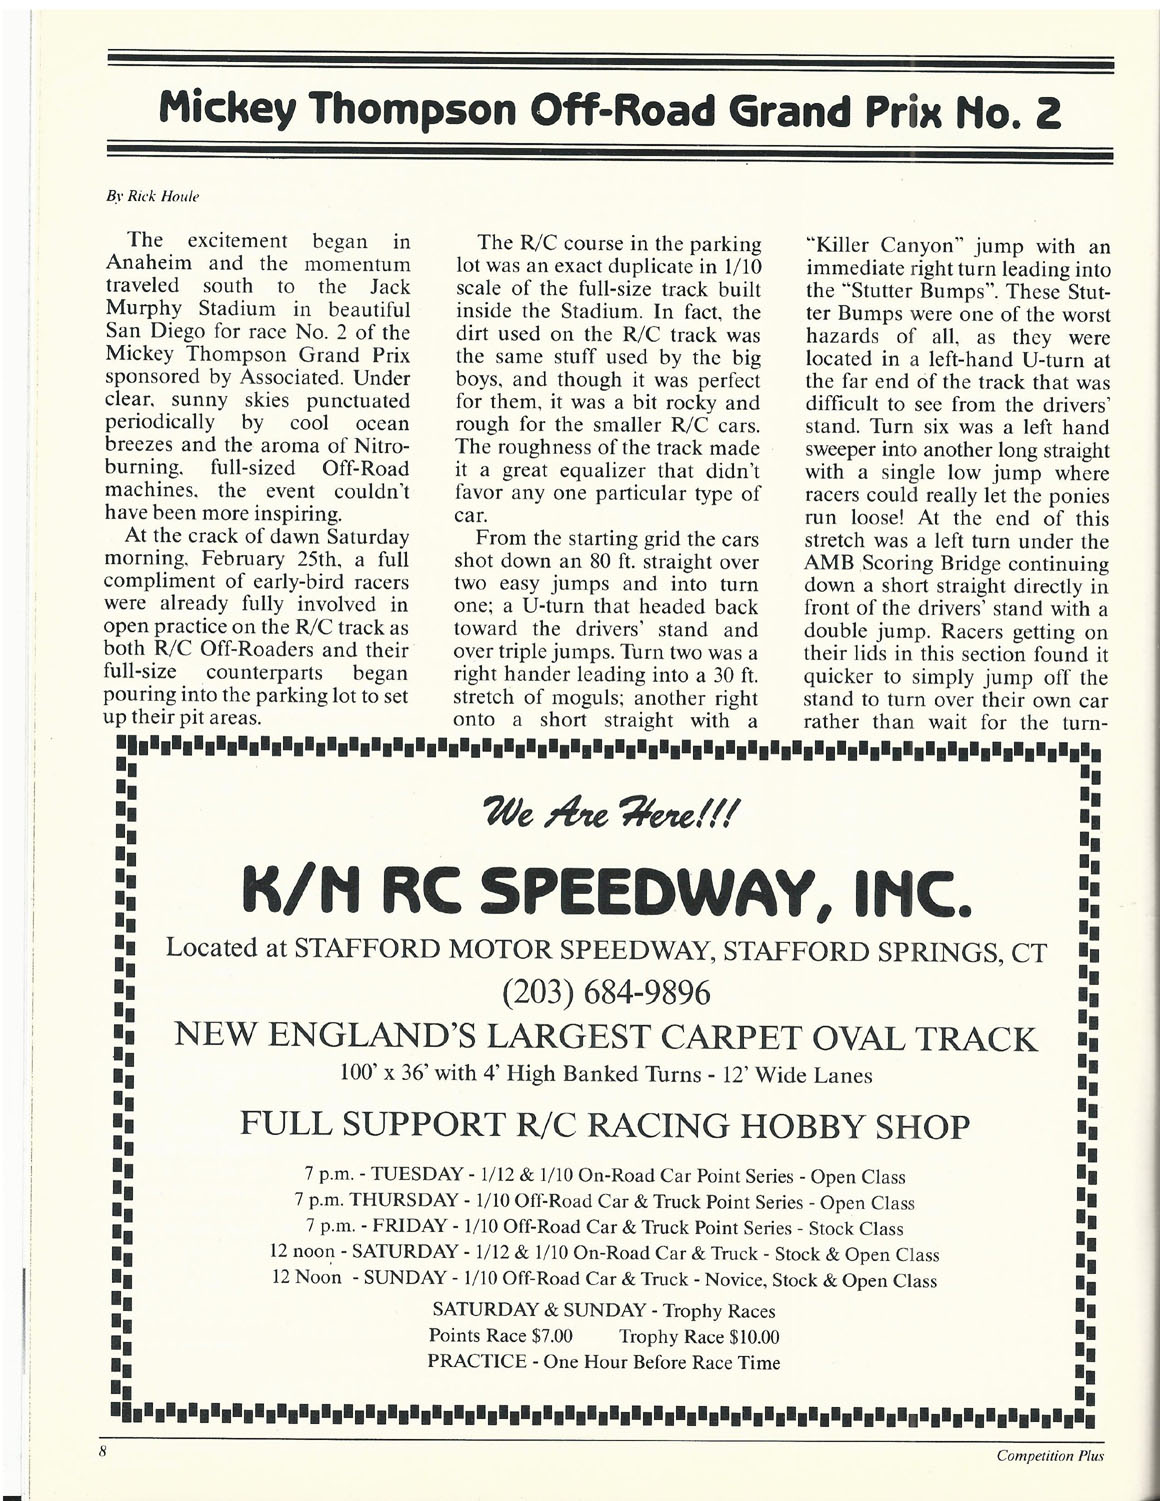 Mickey Thompson Off-Road Grand Prix No. 2
By Rick Houle
The excitement began in
Anaheim and the momentum
traveled south to the Jack
Murphy Stadium in beautiful
San Diego for race No. 2 of the
Mickey Thompson Grand Prix
sponsored by Associated. Under
clear, sunny skies punctuated
periodically by cool ocean
breezes and the aroma of Nitro-
burning, full-sized Off-Road
machines, the event couldn't
have been more inspiring.
At the crack of dawn Saturday
morning, February 25th, a full
compliment of early-bird racers
were already fully involved in
open practice on the R/C track as
both R/C Off-Roaders and their
full-size counterparts began
pouring into the parking lot to set
up their pit areas.
The R/C course in the parking
lot was an exact duplicate in 1/10
scale of the full-size track built
inside the Stadium. In fact, the
dirt used on the R/C track was
the same stuff used by the big
boys, and though it was perfect
for them, it was a bit rocky and
rough for the smaller R/C cars.
The roughness of the track made
it a great equalizer that didn't
favor any one particular type of
car.
From the starting grid the cars
shot down an 80 ft. straight over
two easy jumps and into turn
one; a U-turn that headed back
toward the drivers' stand and
over triple jumps. Turn two was a
right hander leading into a 30 ft.
stretch of moguls; another right
onto a short straight with a
"Killer Canyon" jump with an
immediate right turn leading into
the "Stutter Bumps". These Stut-
ter Bumps were one of the worst
hazards of all, as they were
located in a left-hand U-turn at
the far end of the track that was
difficult to see from the drivers'
stand. Turn six was a left hand
sweeper into another long straight
with a single low jump where
racers could really let the ponies
run loose! At the end of this
stretch was a left turn under the
AMB Scoring Bridge continuing
down a short straight directly in
front of the drivers' stand with a
double jump. Racers getting on
their lids in this section found it
quicker to simply jump off the
stand to turn over their own car
rather than wait for the turn-
We Are Here!!!
K/N RC SPEEDWAY, INC.
Located at STAFFORD MOTOR SPEEDWAY, STAFFORD SPRINGS, CT
(203) 684-9896
NEW ENGLAND'S LARGEST CARPET OVAL TRACK
100' x 36' with 4' High Banked Turns - 12' Wide Lanes
FULL SUPPORT R/C RACING HOBBY SHOP
7 p.m. - TUESDAY - 1/12 & 1/10 On-Road Car Point Series - Open Class
7 p.m. THURSDAY - 1/10 Off-Road Car & Truck Point Series - Open Class
7 p.m. - FRIDAY - 1/10 Off-Road Car & Truck Point Series - Stock Class
12 noon - SATURDAY - 1/12 & 1/10 On-Road Car & Truck - Stock & Open Class
12 Noon - SUNDAY - 1/10 Off-Road Car & Truck - Novice, Stock & Open Class
SATURDAY & SUNDAY - Trophy Races
Points Race $7.00 Trophy Race $10.00
PRACTICE - One Hour Before Race Time
8
Competition Plus